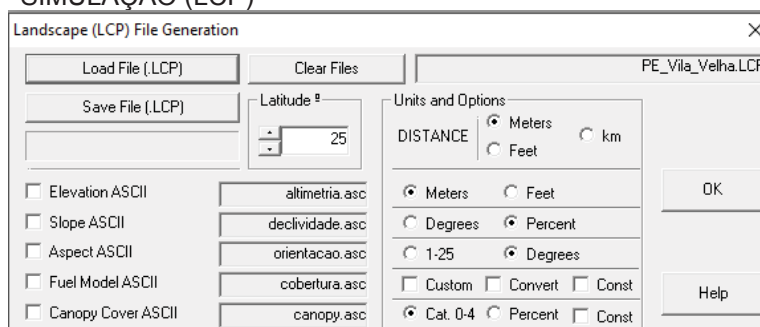 SIMULAÇÃO (LCP)
Landscape (LCP) File Generation
Load File (.LCP)
Clear Files
PE_Vila_Velha.LCP
Save File (.LCP)
Latitude º
25
Units and Options
DISTANCE
Meters
km
Feet
Elevation ASCII
altimetria.asc
Meters
Feet
OK
Slope ASCII
declividade.asc
Degrees
Percent
Aspect ASCII
orientacao.asc
1-25
Degrees
Fuel Model ASCII
cobertura.asc
Custom
Convert
Const
Help
Canopy Cover ASCII
canopy.asc
Cat. 0-4
Percent
Const